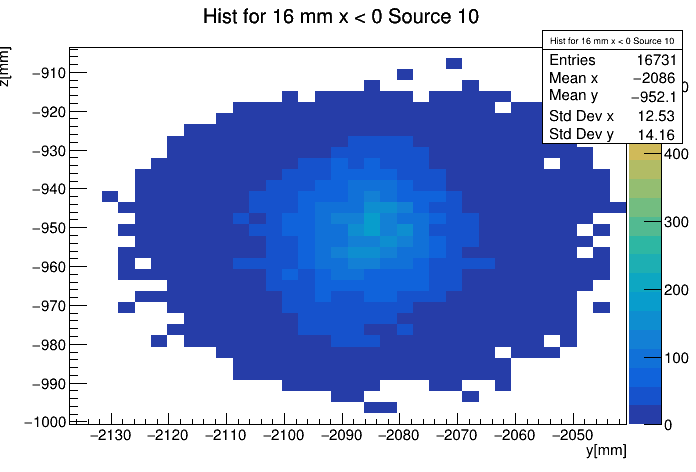 Hist for 16 mm x < 0 Source 10
z[mm]
Hist for 16 mm x < 0 Source 10
Entries 16731
Mean x −2086
Mean y −952.1
Std Dev x 12.53
Std Dev y 14.16
−910
−920
−930
−940
−950
−960
−970
−980
−990
−1000
0
400
300
200
100
0
−2130 −2120 −2110 −2100 −2090 −2080 −2070 −2060 −2050
y[mm]